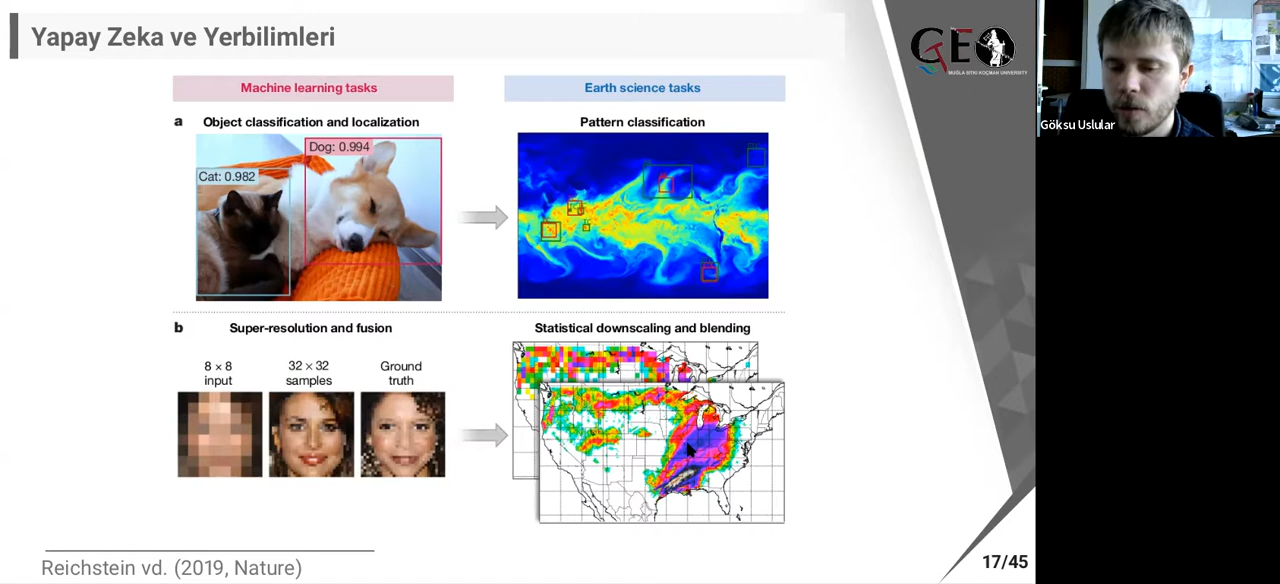 Yapay Zeka ve Yerbilimleri
GEO
MUĞLA SITKI KOÇMAN UNIVERSITY
Göksu Uslular
Machine learning tasks
Earth science tasks
a
Object classification and localization
Pattern classification
Dog: 0.994
Cat: 0.982
b
Super-resolution and fusion
Statistical downscaling and blending
8 × 8
input
32 × 32
samples
Ground
truth
17/45
Reichstein vd. (2019, Nature)